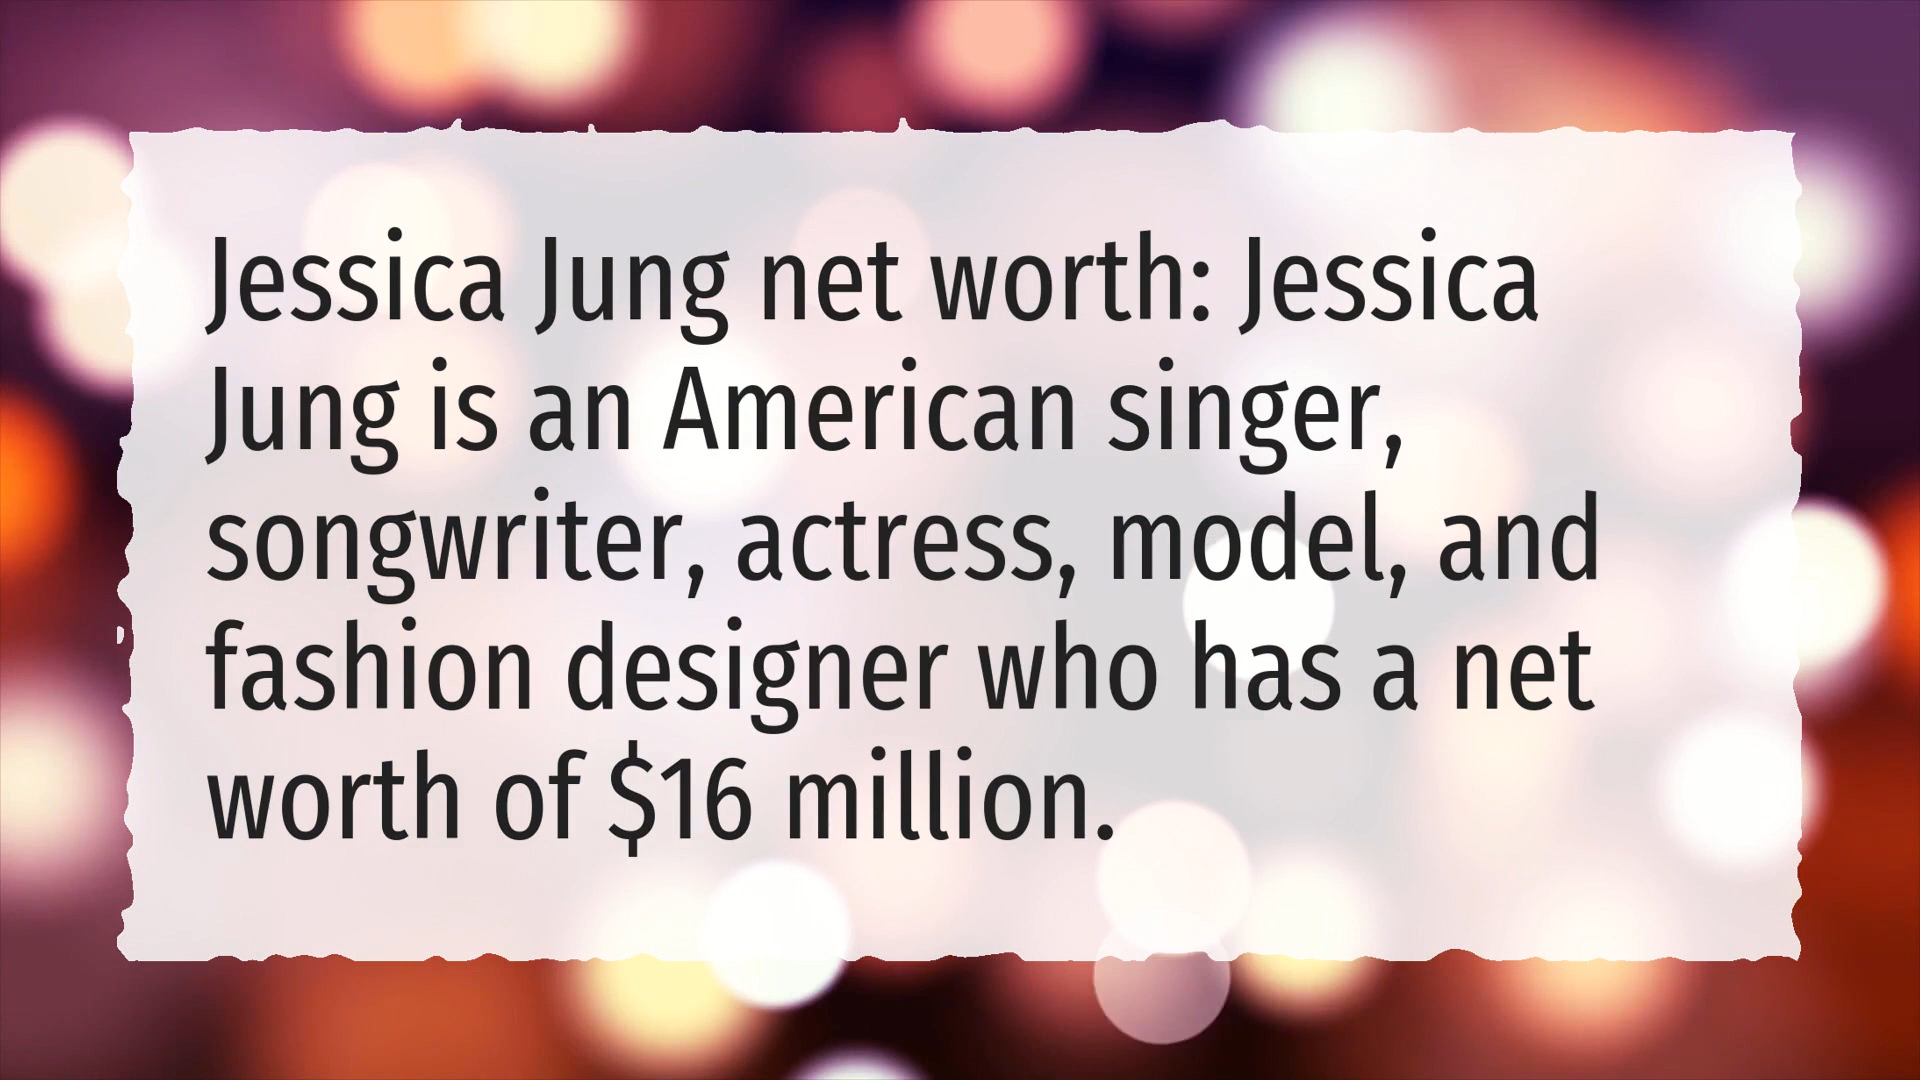 Jessica Jung net worth: Jessica
Jung is an American singer,
songwriter, actress, model, and
fashion designer who has a net
worth of $16 million.